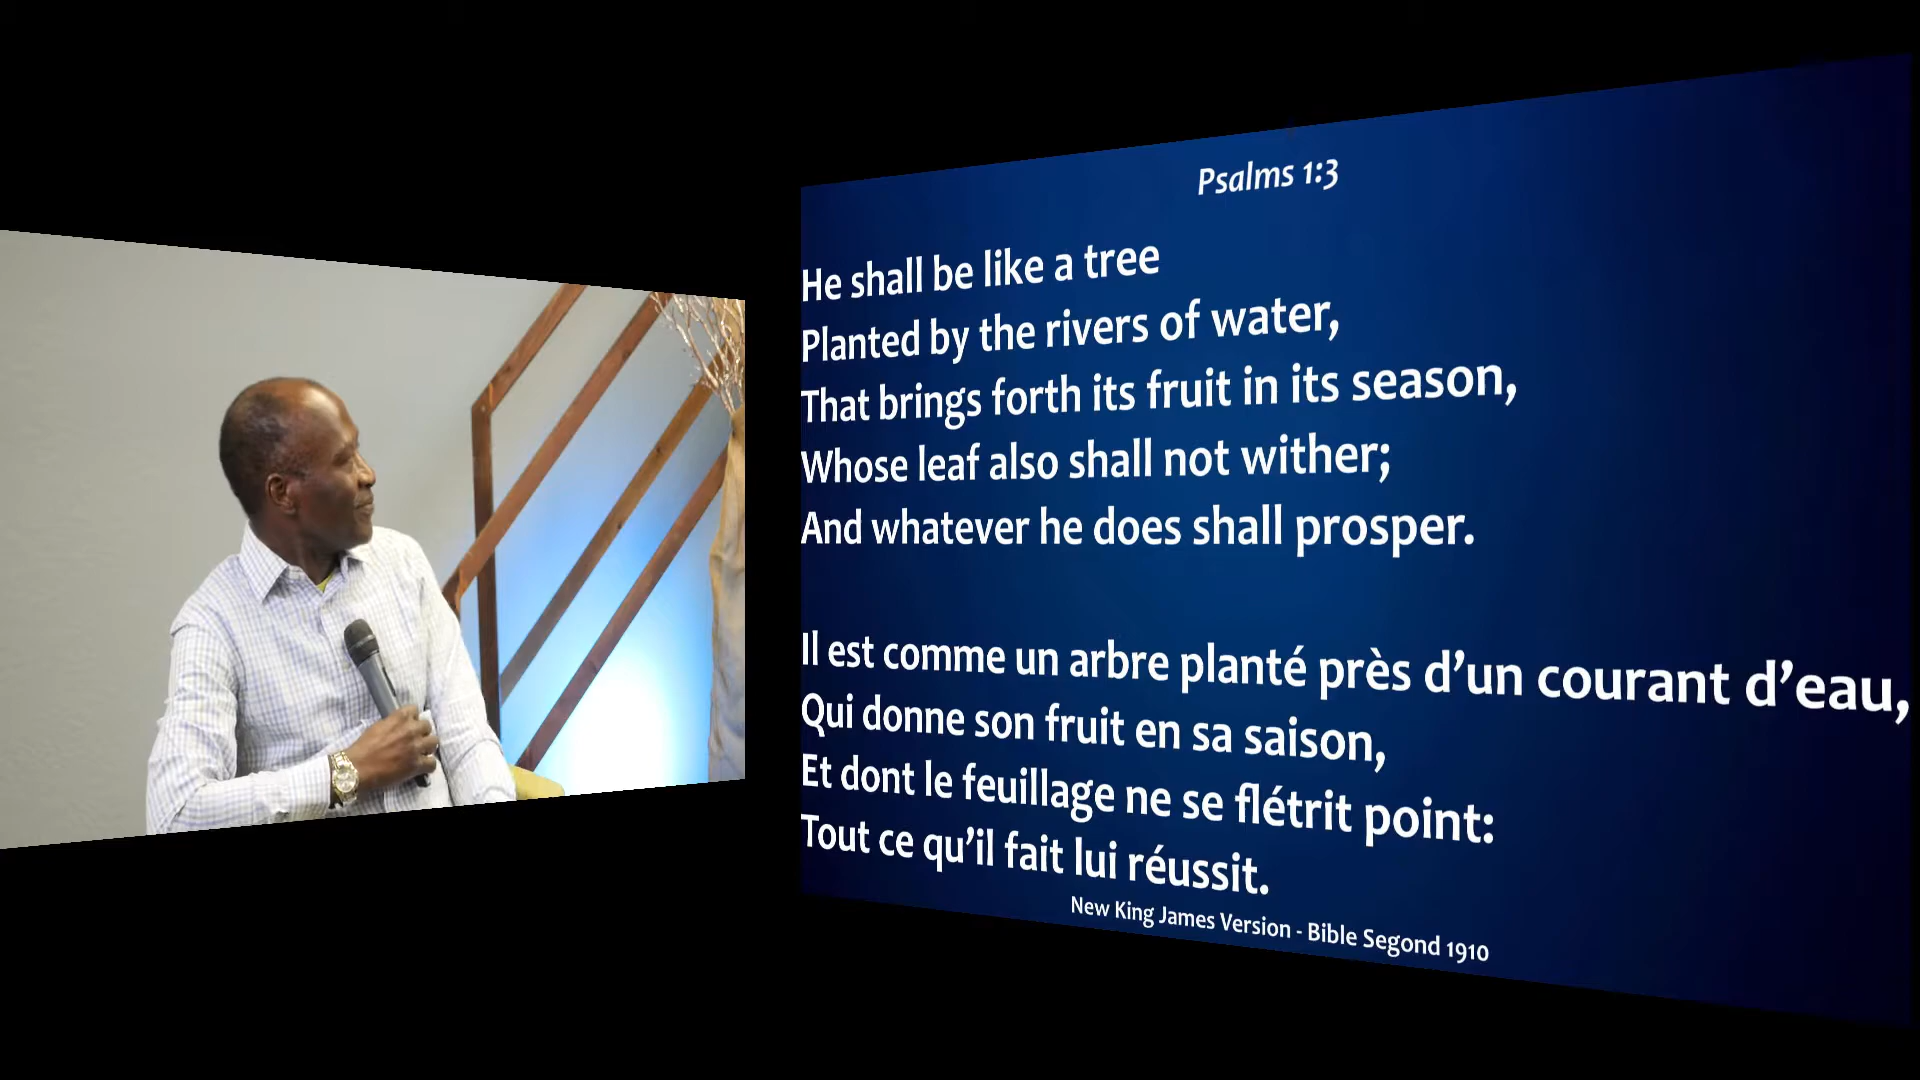 Psalms 1:3
He shall be like a tree
Planted by the rivers of water,
That brings forth its fruit in its season,
Whose leaf also shall not wither;
And whatever he does shall prosper.
Il est comme un arbre planté près d’un courant d’eau,
Qui donne son fruit en sa saison,
Et dont le feuillage ne se flétrit point:
Tout ce qu’il fait lui réussit.
New King James Version - Bible Segond 1910